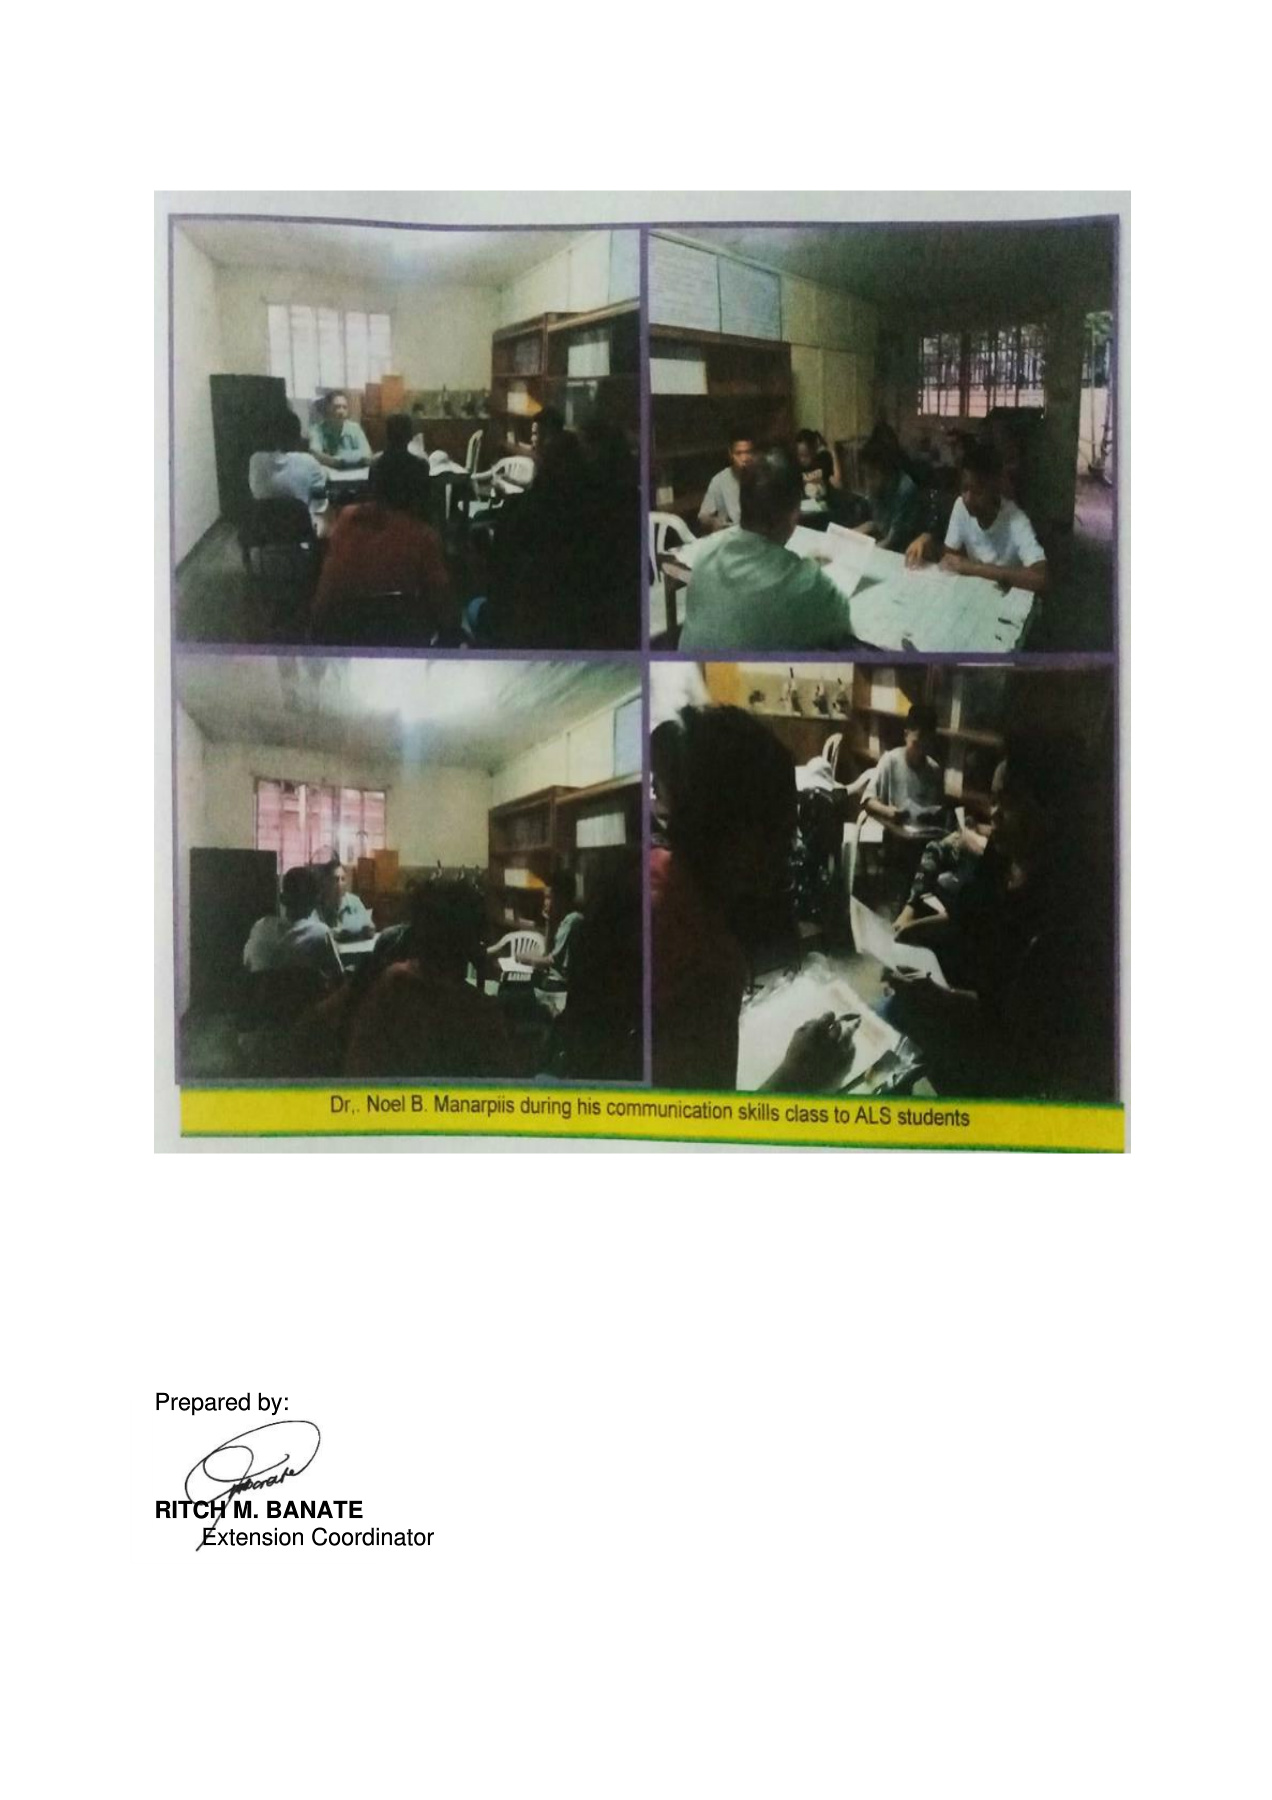 Dr,. Noel B. Manarpiis during his communication skills class to ALS students
Prepared by:
RITCH M. BANATE
Extension Coordinator